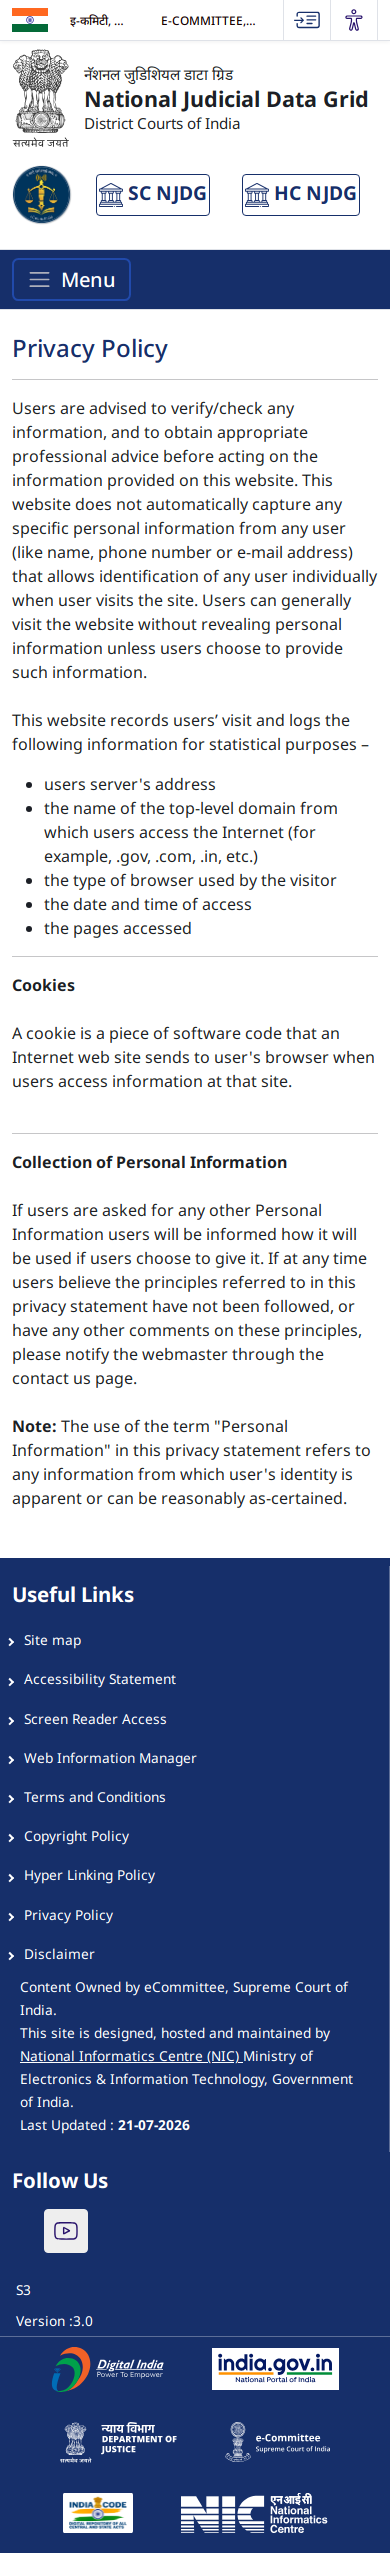 इ-कमिटी, ...
E-COMMITTEE,...
नॅशनल जुडिशियल डाटा ग्रिड
National Judicial Data Grid
District Courts of India
सत्यमेव जयते
SC NJDG
HC NJDG
Menu
Privacy Policy
Users are advised to verify/check any
information, and to obtain appropriate
professional advice before acting on the
information provided on this website. This
website does not automatically capture any
specific personal information from any user
(like name, phone number or e-mail address)
that allows identification of any user individually
when user visits the site. Users can generally
visit the website without revealing personal
information unless users choose to provide
such information.
This website records users’ visit and logs the
following information for statistical purposes –
users server's address
the name of the top-level domain from
which users access the Internet (for
example, .gov, .com, .in, etc.)
the type of browser used by the visitor
the date and time of access
the pages accessed
Cookies
A cookie is a piece of software code that an
Internet web site sends to user's browser when
users access information at that site.
Collection of Personal Information
If users are asked for any other Personal
Information users will be informed how it will
be used if users choose to give it. If at any time
users believe the principles referred to in this
privacy statement have not been followed, or
have any other comments on these principles,
please notify the webmaster through the
contact us page.
Note: The use of the term "Personal
Information" in this privacy statement refers to
any information from which user's identity is
apparent or can be reasonably as-certained.
Useful Links
Site map
Accessibility Statement
Screen Reader Access
Web Information Manager
Terms and Conditions
Copyright Policy
Hyper Linking Policy
Privacy Policy
Disclaimer
Content Owned by eCommittee, Supreme Court of
India.
This site is designed, hosted and maintained by
National Informatics Centre (NIC) Ministry of
Electronics & Information Technology, Government
of India.
Last Updated : 21-07-2026
Follow Us
S3
Version :3.0
Digital India
Power To Empower
india.gov.in
National Portal of India
न्याय विभाग
DEPARTMENT OF
JUSTICE
सत्यमेव जयते
e-Committee
Supreme Court of India
INDIA CODE
DIGITAL REPOSITORY OF ALL
CENTRAL AND STATE ACTS
NIC
एनआईसी
National
Informatics
Centre